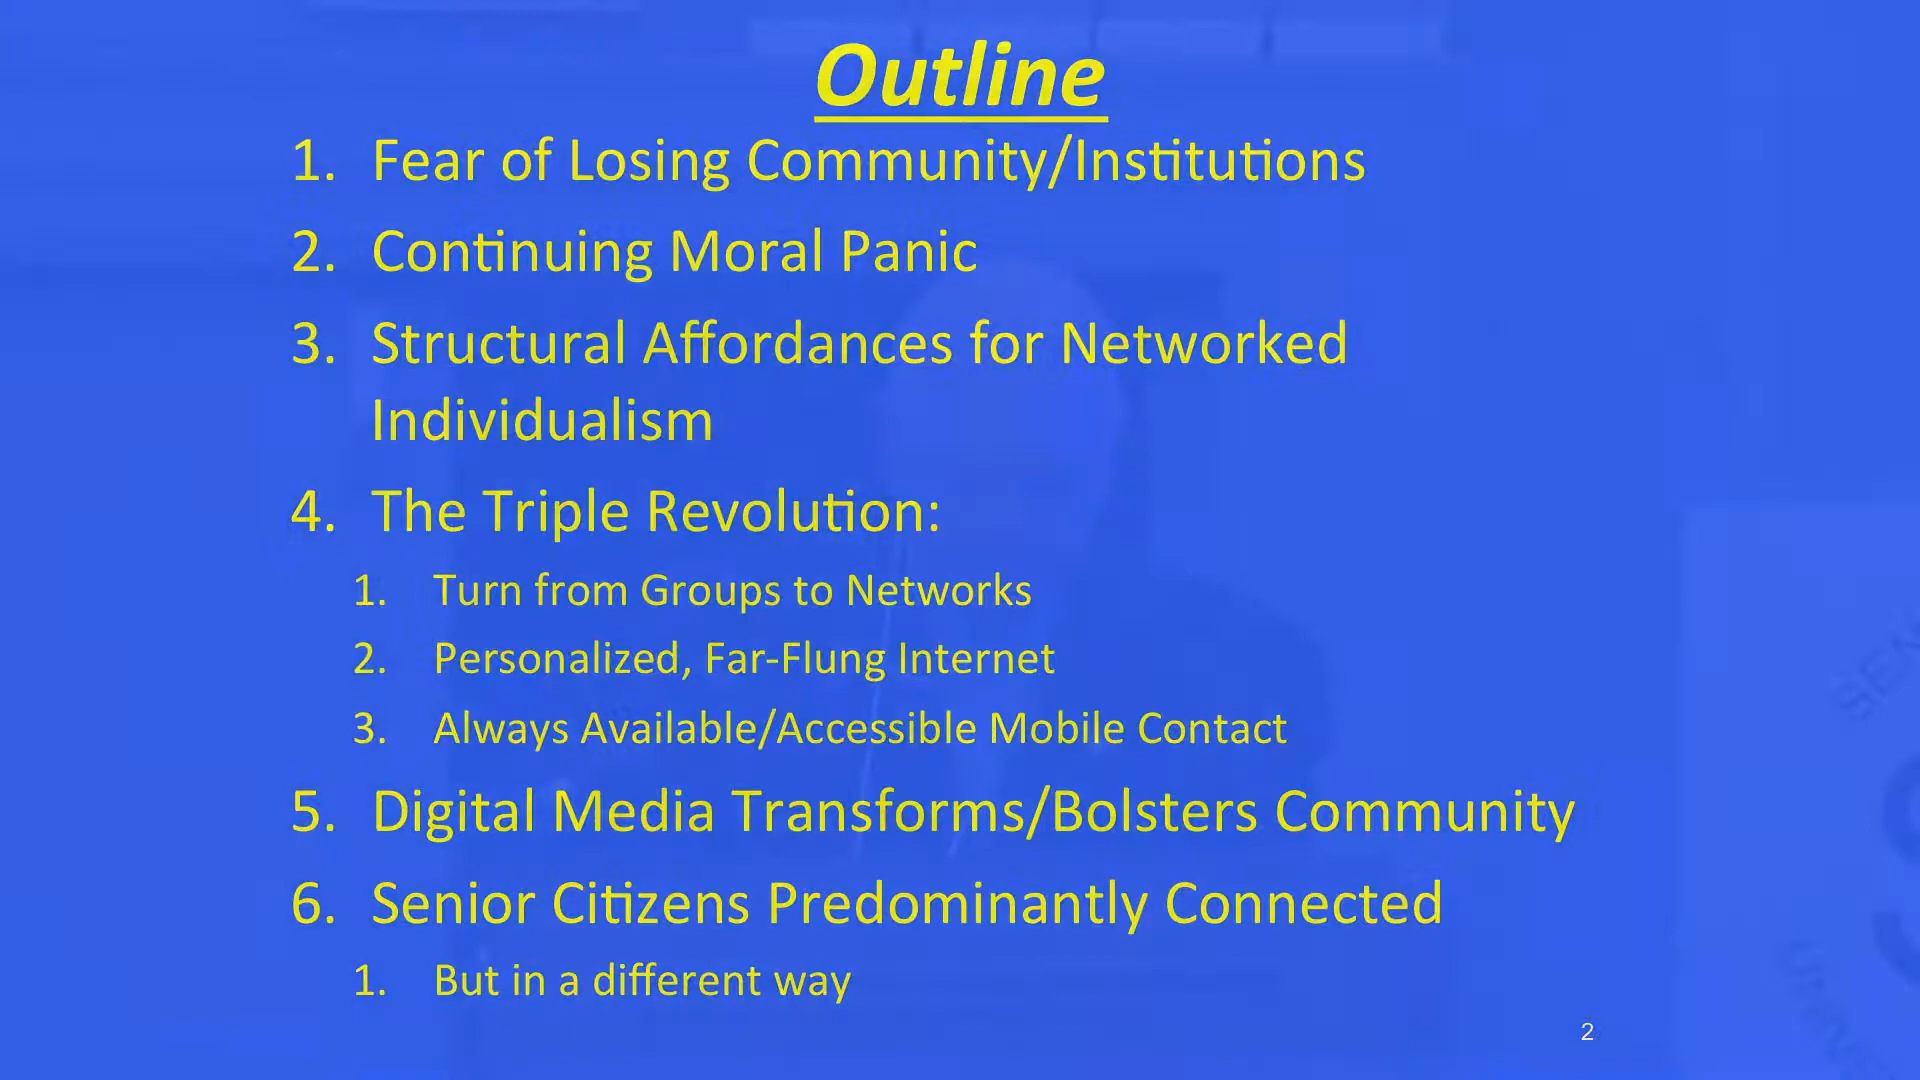 Outline
1. Fear of Losing Community/Institutions
2. Continuing Moral Panic
3. Structural Affordances for Networked
Individualism
4. The Triple Revolution:
1. Turn from Groups to Networks
2. Personalized, Far-Flung Internet
3. Always Available/Accessible Mobile Contact
5. Digital Media Transforms/Bolsters Community
6. Senior Citizens Predominantly Connected
1. But in a different way
2